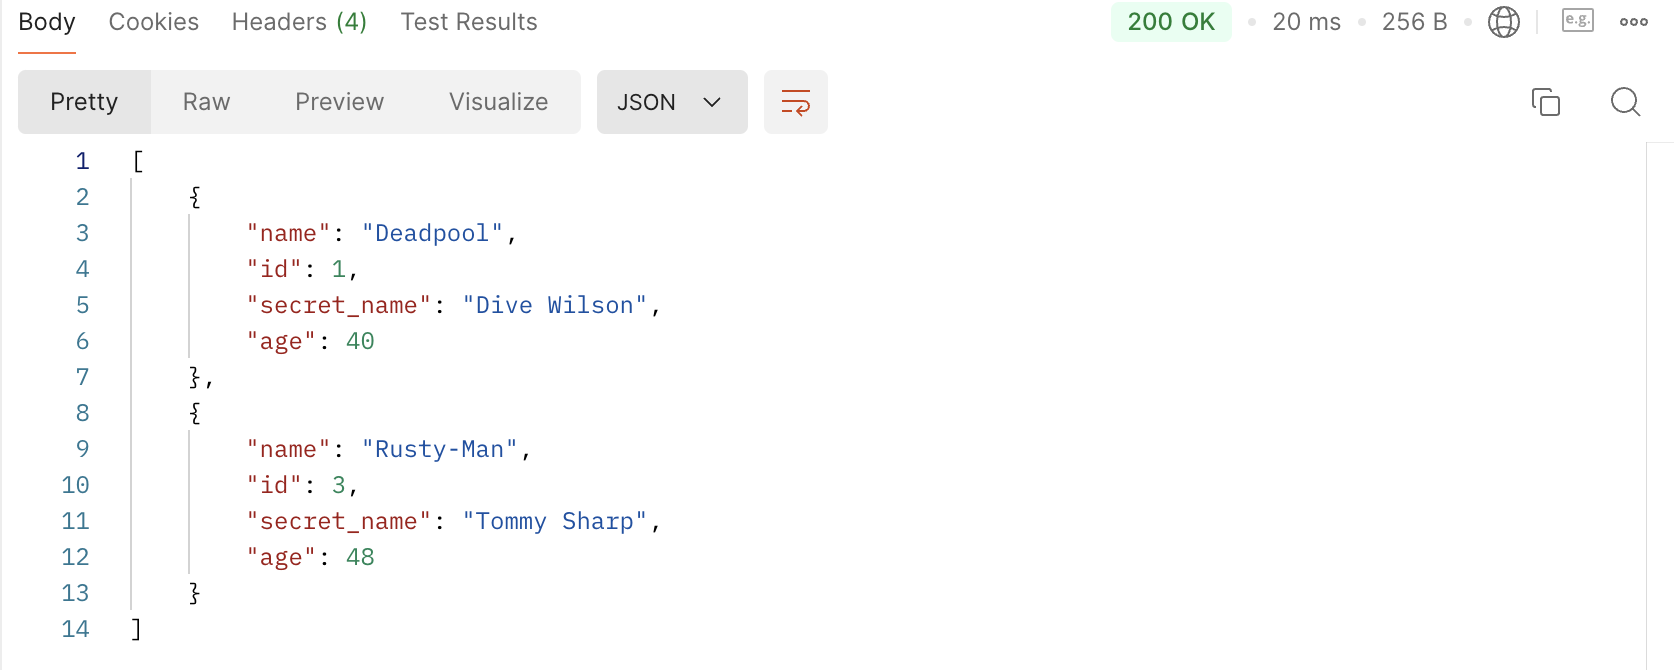 Body Cookies Headers (4) Test Results 200 OK 20 ms 256 B e.g.
Pretty Raw Preview Visualize JSON
1 [
2 {
3 "name": "Deadpool",
4 "id": 1,
5 "secret_name": "Dive Wilson",
6 "age": 40
7 },
8 {
9 "name": "Rusty-Man",
10 "id": 3,
11 "secret_name": "Tommy Sharp",
12 "age": 48
13 }
14 ]